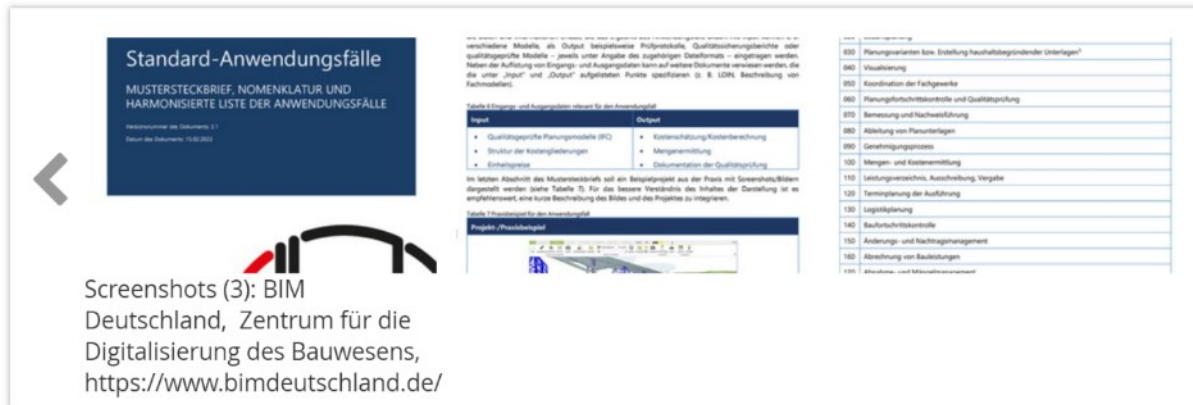 Standard-Anwendungsfälle
MUSTERSTECKBRIEF, NOMENKLATUR UND
HARMONISIERTE LISTE DER ANWENDUNGSFÄLLE
Versionsnummer des Dokuments: 2.1
Datum des Dokuments: 15.02.2022
verschiedene Modelle, als Output beispielsweise Prüfprotokolle, Qualitätssicherungsberichte oder
qualitätsgeprüfte Modelle – jeweils unter Angabe des zugehörigen Dateiformats – eingetragen werden.
Neben der Auflistung von Eingangs- und Ausgangsdaten kann auf weitere Dokumente verwiesen werden, die
die unter „Input“ und „Output“ aufgelisteten Punkte spezifizieren (z. B. LOIN, Beschreibung von
Fachmodellen).
Tabelle 6 Eingangs- und Ausgangsdaten relevant für den Anwendungsfall
Input Output
• Qualitätsgeprüfte Planungsmodelle (IFC) • Kostenschätzung/Kostenberechnung
• Struktur der Kostengliederungen • Mengenermittlung
• Einheitspreise • Dokumentation der Qualitätsprüfung
Im letzten Abschnitt des Mustersteckbriefs soll ein Beispielprojekt aus der Praxis mit Screenshots/Bildern
dargestellt werden (siehe Tabelle 7). Für das bessere Verständnis des Inhaltes der Darstellung ist es
empfehlenswert, eine kurze Beschreibung des Bildes und des Projektes zu integrieren.
Tabelle 7 Praxisbeispiel für den Anwendungsfall
Projekt-/Praxisbeispiel
030 Planungsvarianten bzw. Erstellung haushaltsbegründender Unterlagen
040 Visualisierung
050 Koordination der Fachgewerke
060 Planungsfortschrittskontrolle und Qualitätsprüfung
070 Bemessung und Nachweisführung
080 Ableitung von Planunterlagen
090 Genehmigungsprozess
100 Mengen- und Kostenermittlung
110 Leistungsverzeichnis, Ausschreibung, Vergabe
120 Terminplanung der Ausführung
130 Logistikplanung
140 Baufortschrittskontrolle
150 Änderungs- und Nachtragsmanagement
160 Abrechnung von Bauleistungen
170 Abnahme- und Mängelmanagement
Screenshots (3): BIM
Deutschland, Zentrum für die
Digitalisierung des Bauwesens,
https://www.bimdeutschland.de/